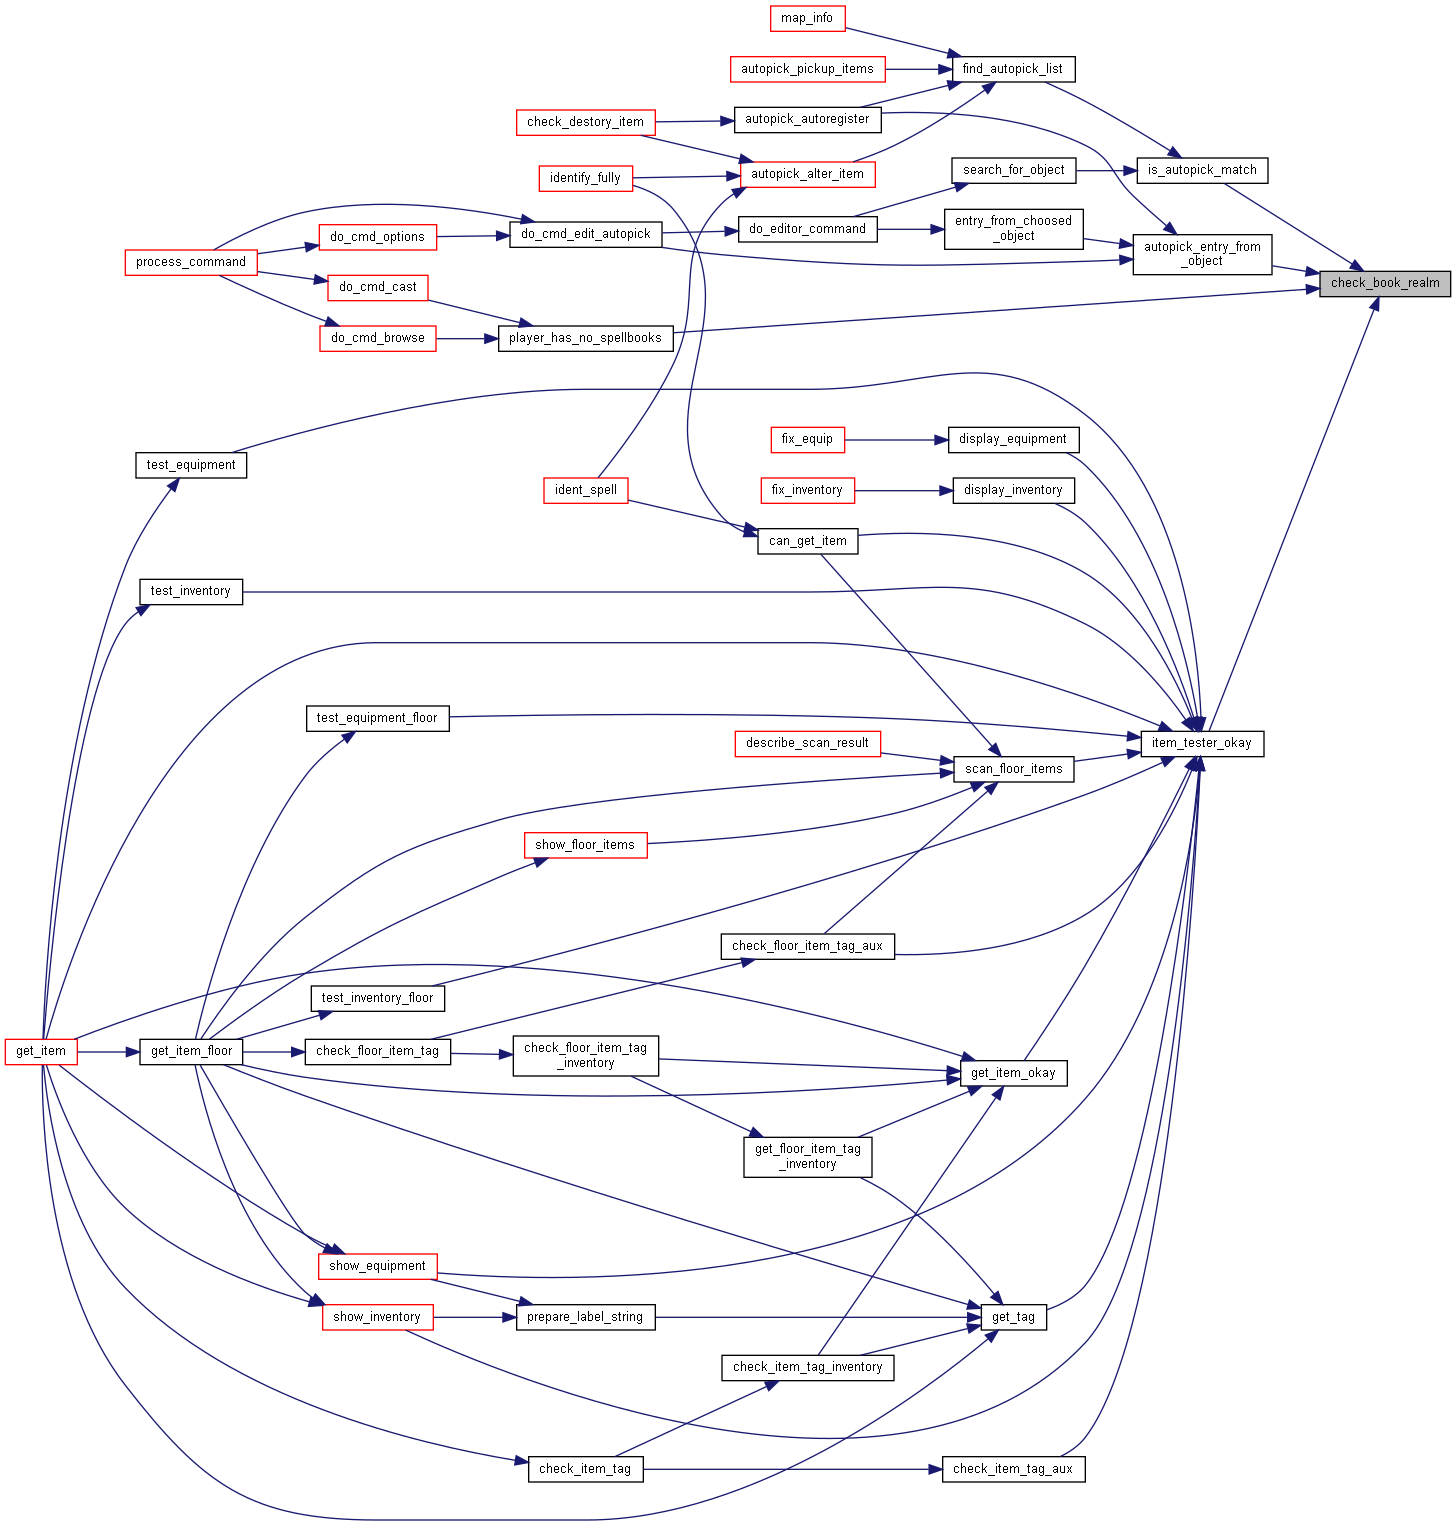 map_info
autopick_pickup_items
find_autopick_list
check_destory_item
autopick_autoregister
identify_fully
autopick_alter_item
search_for_object
is_autopick_match
do_cmd_options
do_cmd_edit_autopick
do_editor_command
entry_from_choosed
_object
autopick_entry_from
_object
process_command
do_cmd_cast
check_book_realm
do_cmd_browse
player_has_no_spellbooks
test_equipment
fix_equip
display_equipment
ident_spell
fix_inventory
display_inventory
can_get_item
test_inventory
test_equipment_floor
describe_scan_result
scan_floor_items
item_tester_okay
show_floor_items
check_floor_item_tag_aux
test_inventory_floor
get_item
get_item_floor
check_floor_item_tag
check_floor_item_tag
_inventory
get_item_okay
get_floor_item_tag
_inventory
show_equipment
show_inventory
prepare_label_string
get_tag
check_item_tag_inventory
check_item_tag
check_item_tag_aux